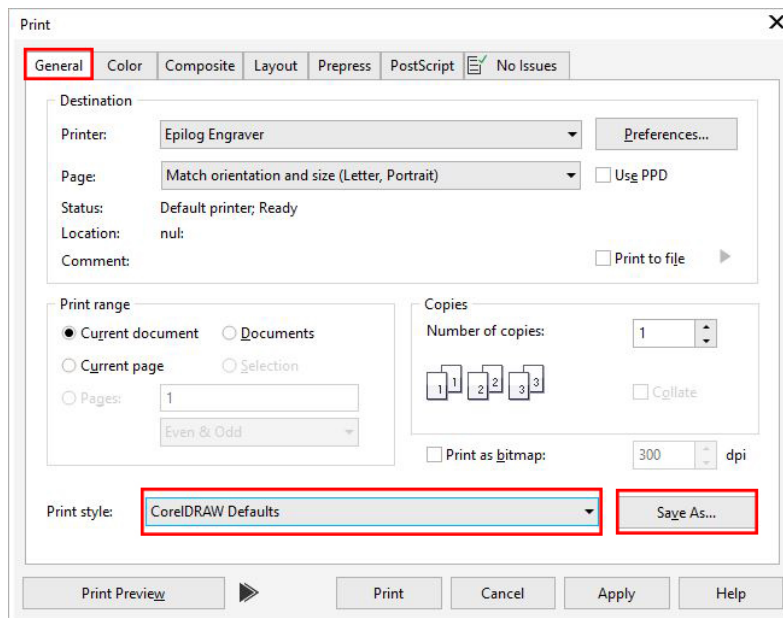 Print
General Color Composite Layout Prepress PostScript No Issues
Destination
Printer: Epilog Engraver Preferences...
Page: Match orientation and size (Letter, Portrait) Use PPD
Status: Default printer; Ready
Location: nul:
Comment: Print to file
Print range Copies
Current document Documents Number of copies: 1
Current page Selection
Pages: 1 1 1 2 2 3 3 Collate
Even & Odd
Print as bitmap: 300 dpi
Print style: CorelDRAW Defaults Save As...
Print Preview Print Cancel Apply Help